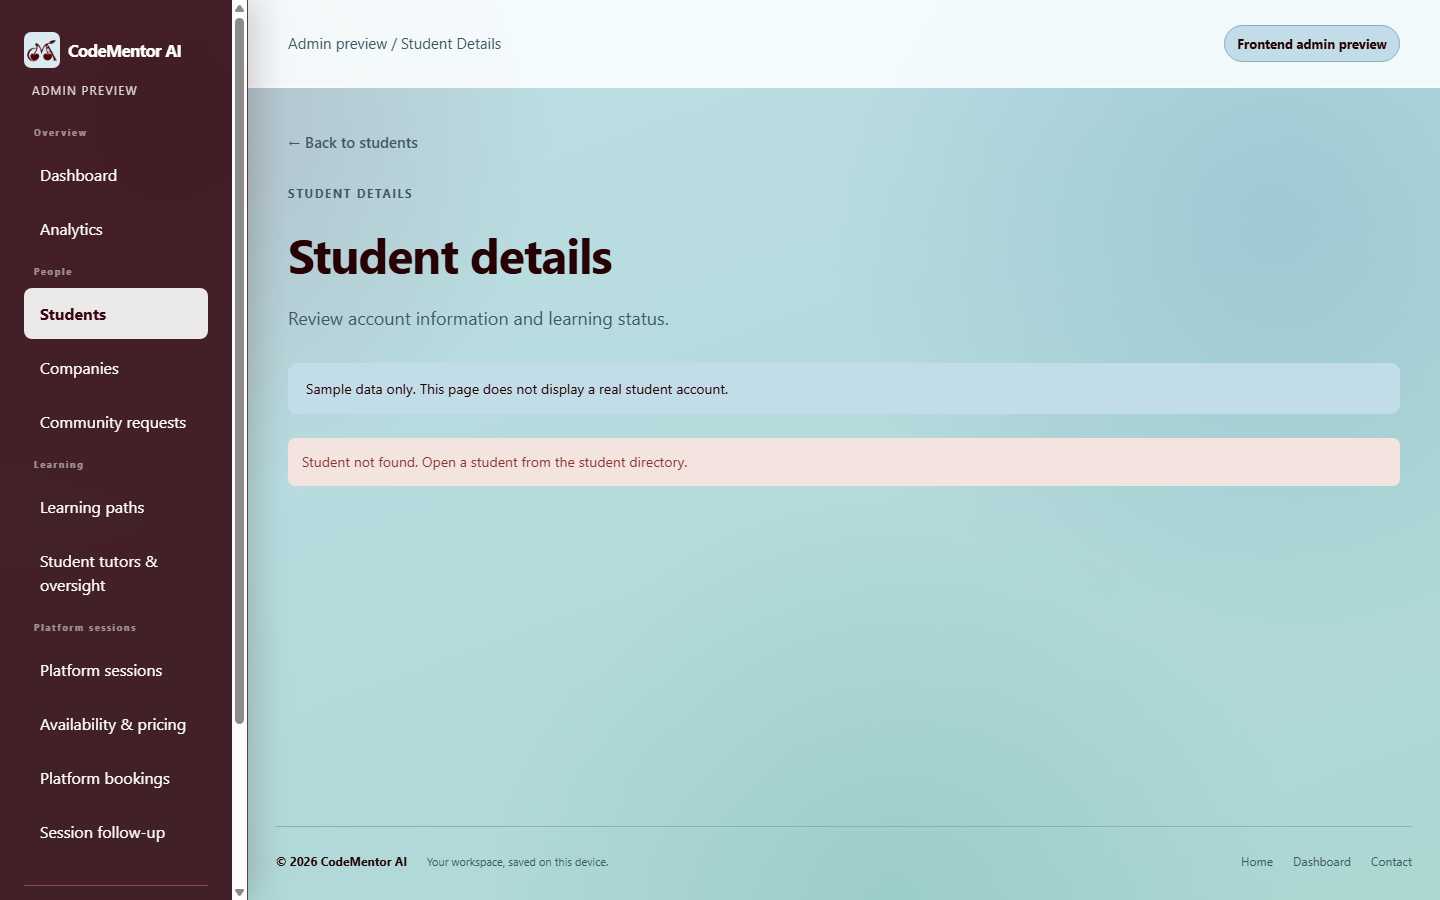 CodeMentor AI
ADMIN PREVIEW
Overview
Dashboard
Analytics
People
Students
Companies
Community requests
Learning
Learning paths
Student tutors &
oversight
Platform sessions
Platform sessions
Availability & pricing
Platform bookings
Session follow-up
Admin preview / Student Details
Frontend admin preview
← Back to students
STUDENT DETAILS
Student details
Review account information and learning status.
Sample data only. This page does not display a real student account.
Student not found. Open a student from the student directory.
© 2026 CodeMentor AI
Your workspace, saved on this device.
Home
Dashboard
Contact